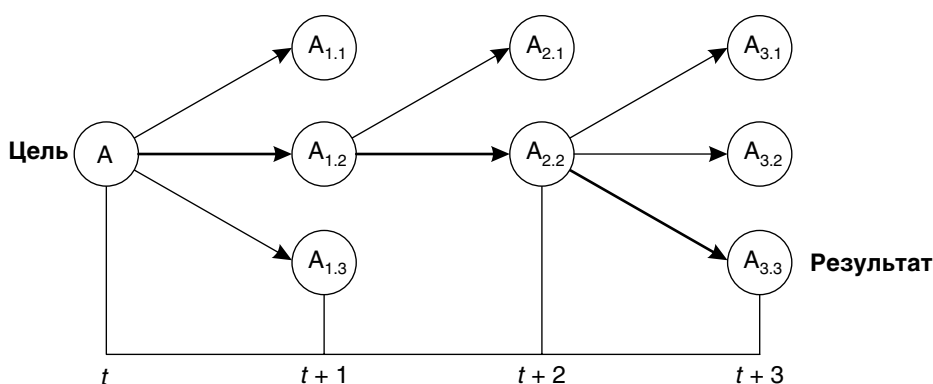 A₁.₁ A₂.₁ A₃.₁
Цель A A₁.₂ A₂.₂ A₃.₂
A₁.₃ A₃.₃ Результат
t t + 1 t + 2 t + 3